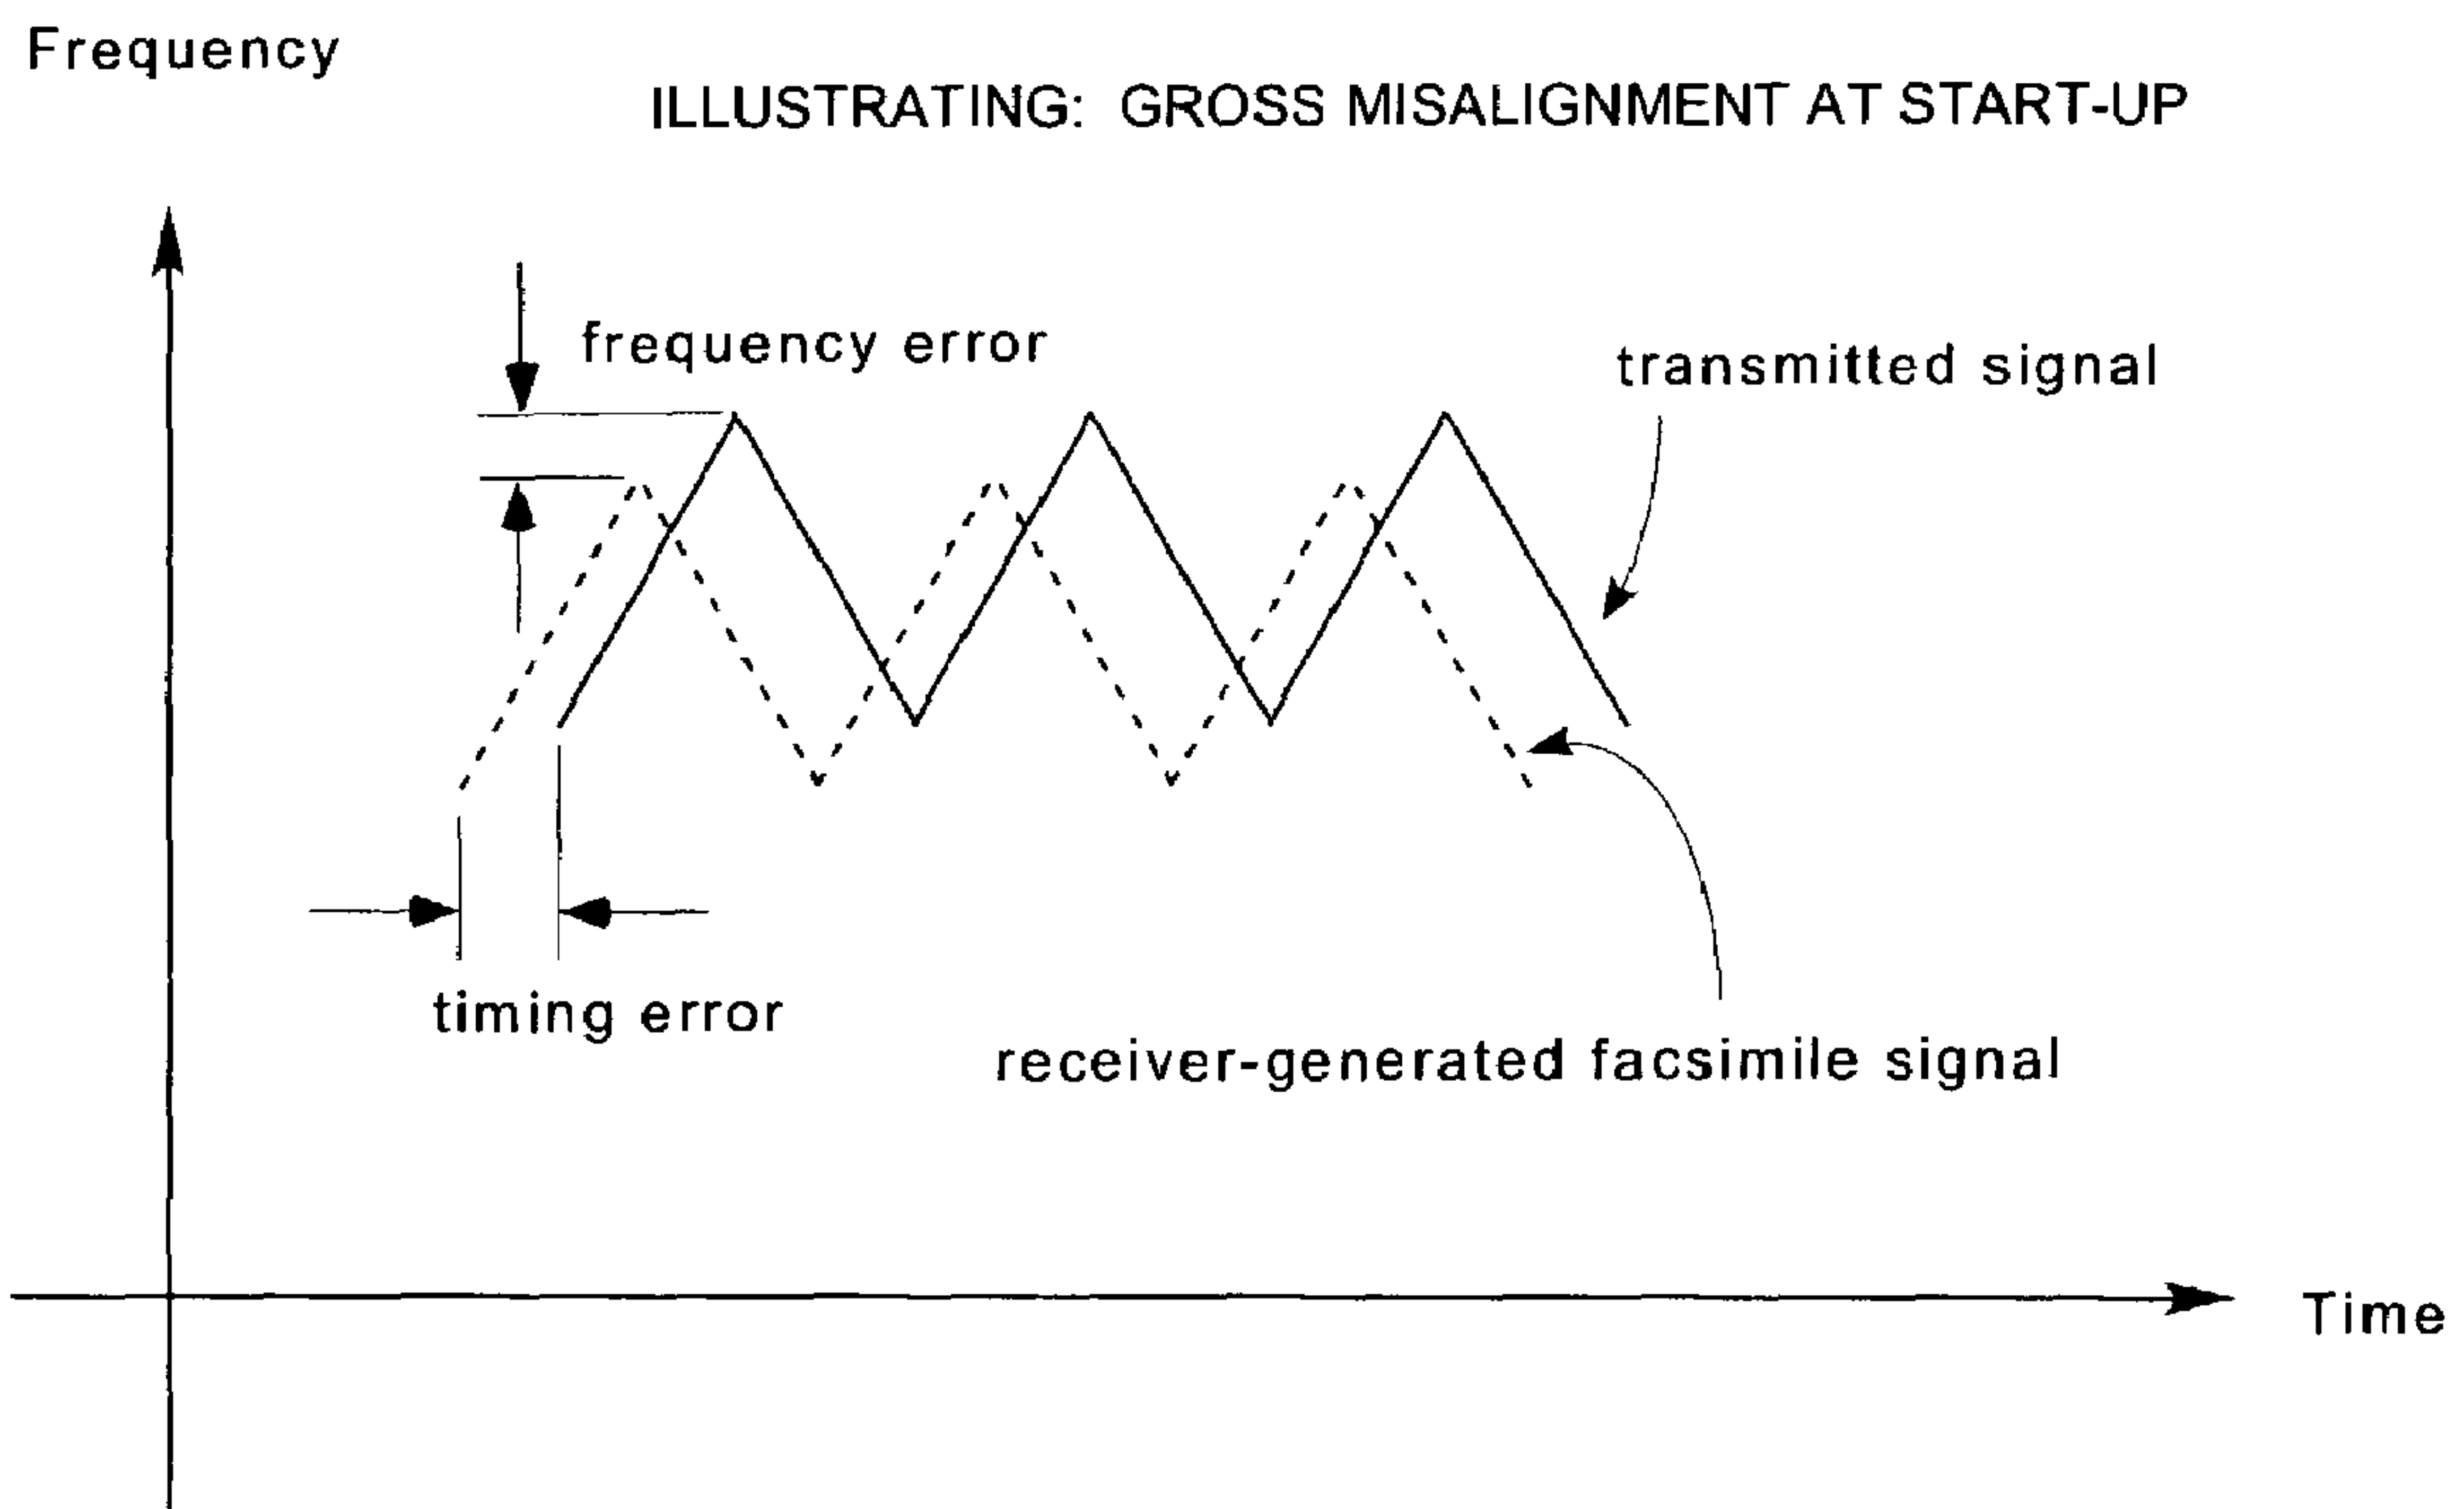 Frequency
ILLUSTRATING: GROSS MISALIGNMENT AT START-UP
frequency error
transmitted signal
timing error
receiver-generated facsimile signal
Time